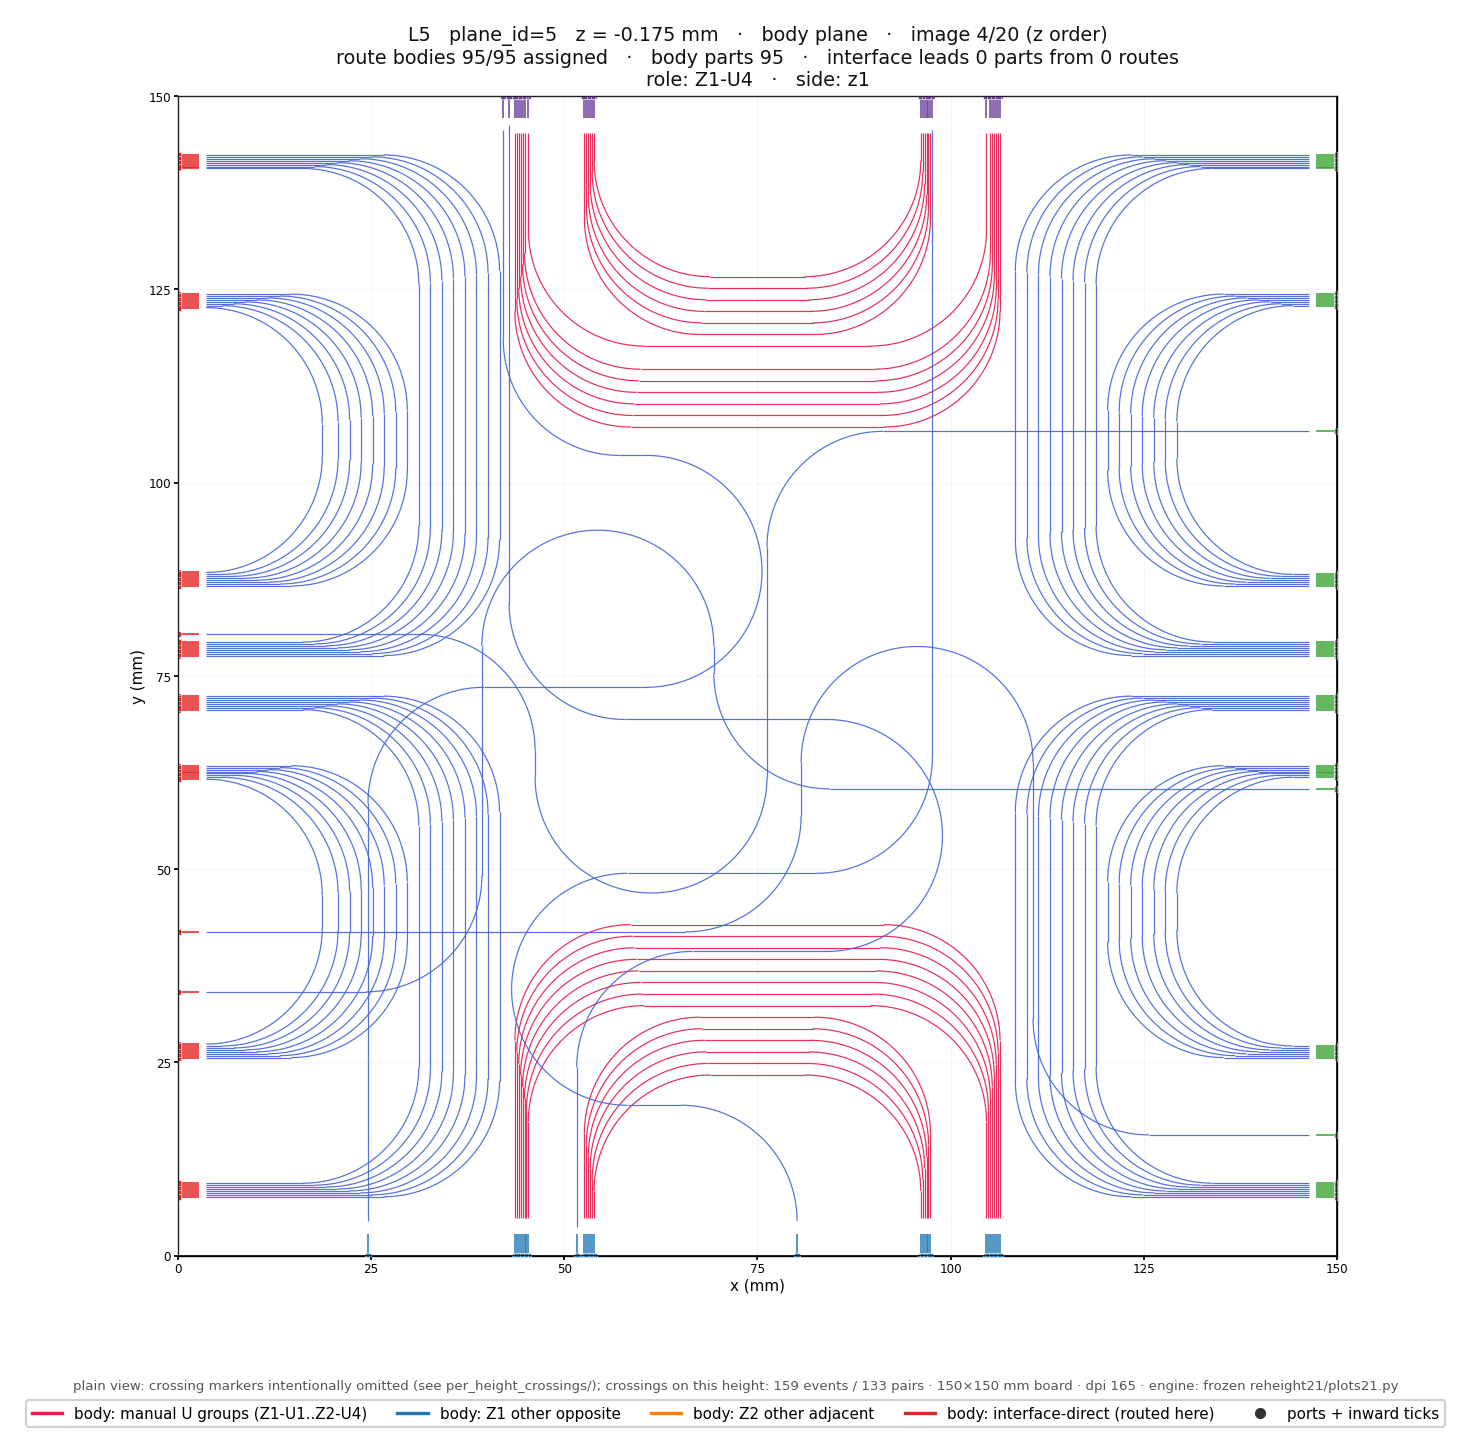 L5   plane_id=5   z = -0.175 mm   ·   body plane   ·   image 4/20 (z order)
route bodies 95/95 assigned   ·   body parts 95   ·   interface leads 0 parts from 0 routes
role: Z1-U4   ·   side: z1
150
125
100
75
50
25
0
y (mm)
0 25 50 75 100 125 150
x (mm)
plain view: crossing markers intentionally omitted (see per_height_crossings/); crossings on this height: 159 events / 133 pairs · 150×150 mm board · dpi 165 · engine: frozen reheight21/plots21.py
body: manual U groups (Z1-U1..Z2-U4) body: Z1 other opposite body: Z2 other adjacent body: interface-direct (routed here) ports + inward ticks